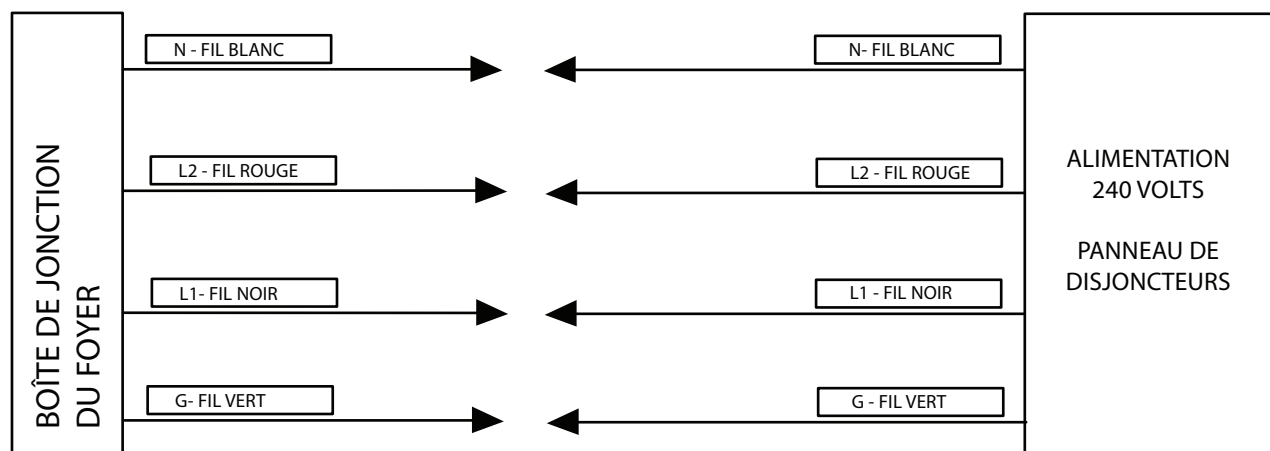 BOÎTE DE JONCTION
DU FOYER
N - FIL BLANC
L2 - FIL ROUGE
L1- FIL NOIR
G- FIL VERT
N- FIL BLANC
L2 - FIL ROUGE
L1 - FIL NOIR
G - FIL VERT
ALIMENTATION
240 VOLTS
PANNEAU DE
DISJONCTEURS